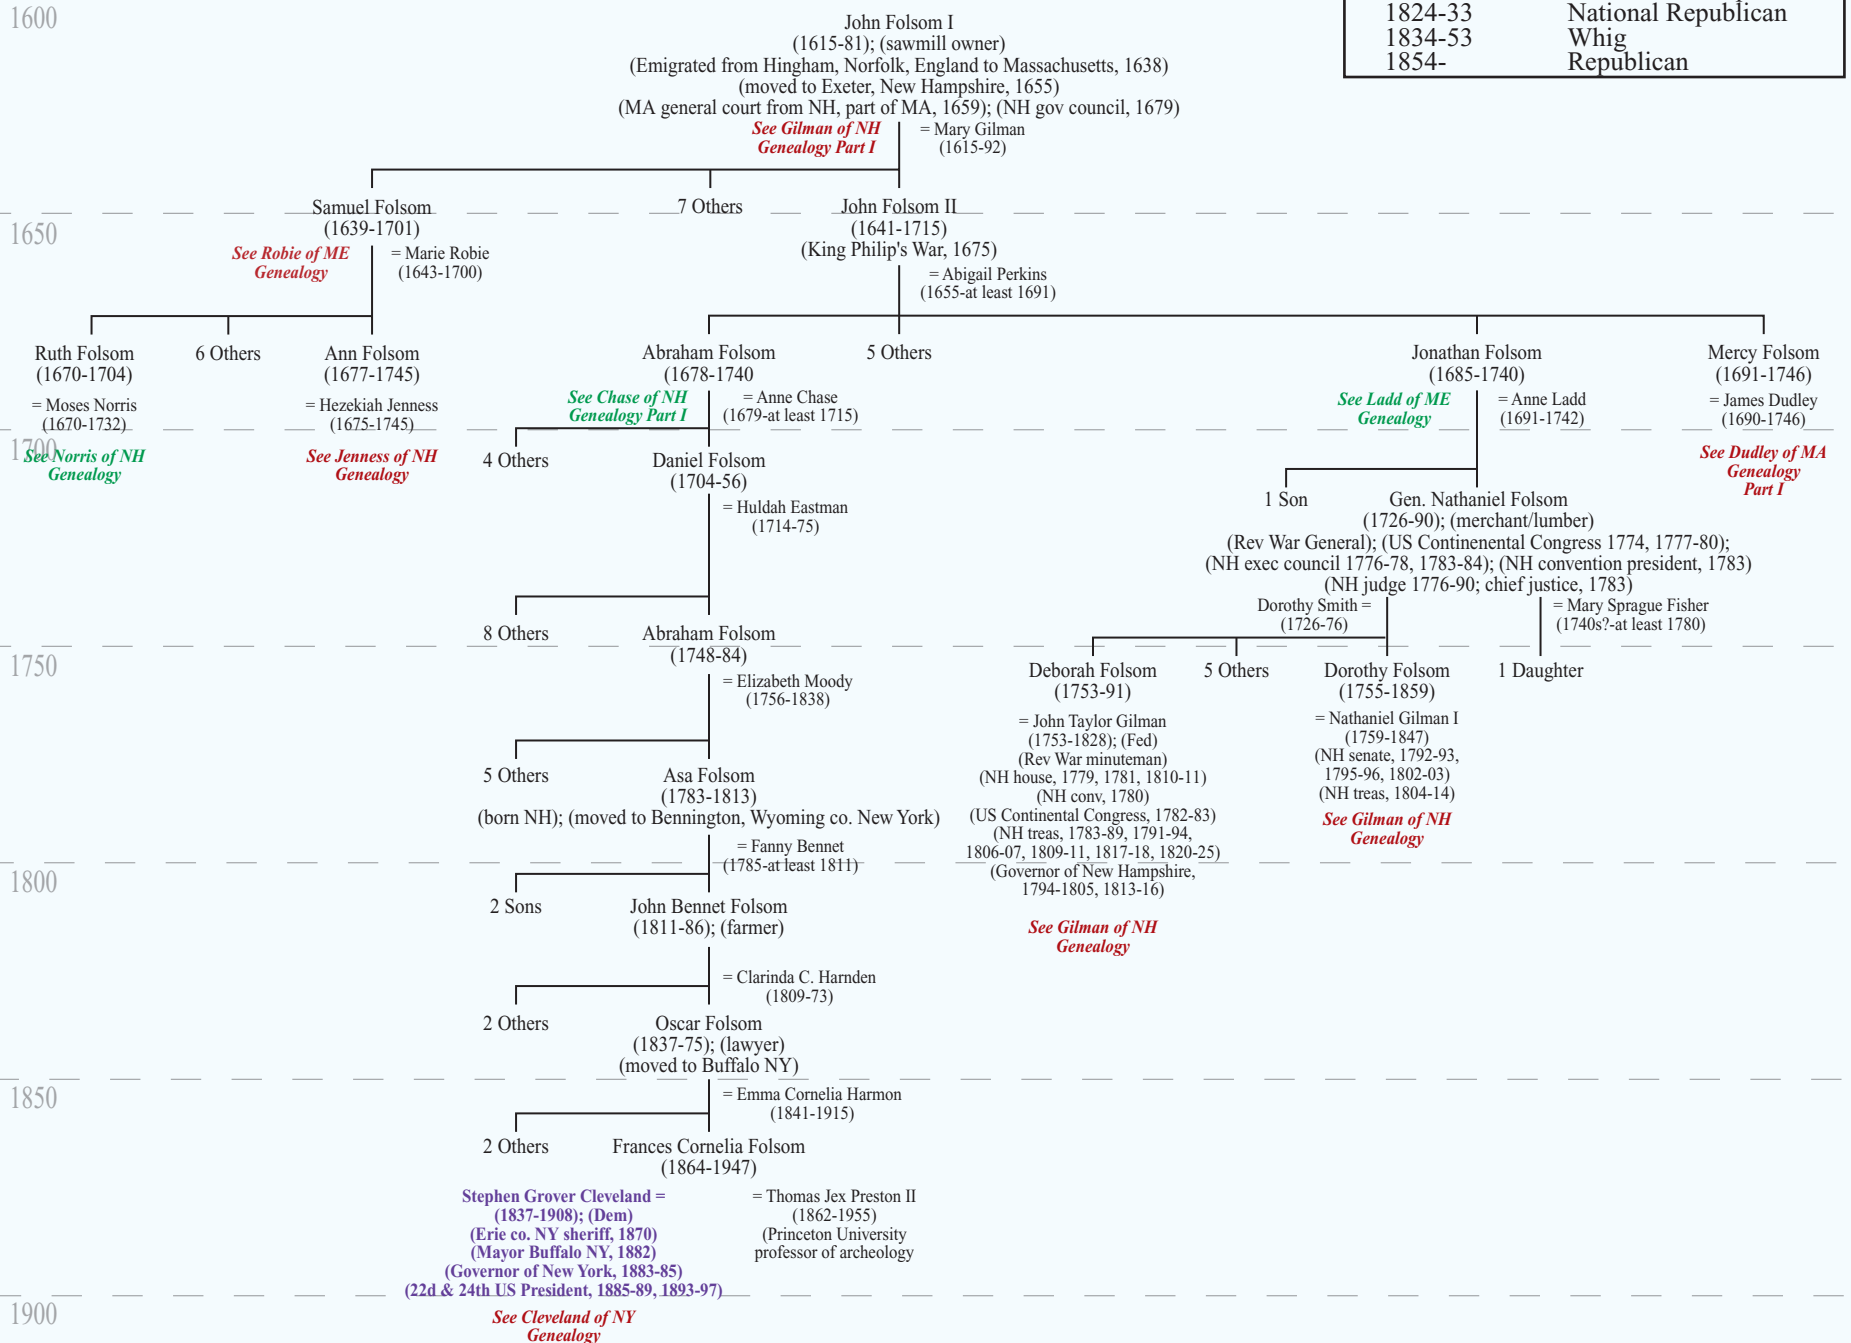 1600
1824-33 National Republican
1834-53 Whig
1854- Republican
John Folsom I
(1615-81); (sawmill owner)
(Emigrated from Hingham, Norfolk, England to Massachusetts, 1638)
(moved to Exeter, New Hampshire, 1655)
(MA general court from NH, part of MA, 1659); (NH gov council, 1679)
See Gilman of NH
Genealogy Part I
= Mary Gilman
(1615-92)
Samuel Folsom
(1639-1701)
7 Others
John Folsom II
(1641-1715)
(King Philip's War, 1675)
1650
See Robie of ME
Genealogy
= Marie Robie
(1643-1700)
= Abigail Perkins
(1655-at least 1691)
Ruth Folsom
(1670-1704)
= Moses Norris
(1670-1732)
See Norris of NH
Genealogy
6 Others
Ann Folsom
(1677-1745)
= Hezekiah Jenness
(1675-1745)
See Jenness of NH
Genealogy
Abraham Folsom
(1678-1740
See Chase of NH
Genealogy Part I
= Anne Chase
(1679-at least 1715)
5 Others
Jonathan Folsom
(1685-1740)
See Ladd of ME
Genealogy
= Anne Ladd
(1691-1742)
Mercy Folsom
(1691-1746)
= James Dudley
(1690-1746)
See Dudley of MA
Genealogy
Part I
1700
4 Others
Daniel Folsom
(1704-56)
= Huldah Eastman
(1714-75)
1 Son
Gen. Nathaniel Folsom
(1726-90); (merchant/lumber)
(Rev War General); (US Continenental Congress 1774, 1777-80);
(NH exec council 1776-78, 1783-84); (NH convention president, 1783)
(NH judge 1776-90; chief justice, 1783)
Dorothy Smith =
(1726-76)
= Mary Sprague Fisher
(1740s?-at least 1780)
8 Others
Abraham Folsom
(1748-84)
= Elizabeth Moody
(1756-1838)
1750
Deborah Folsom
(1753-91)
= John Taylor Gilman
(1753-1828); (Fed)
(Rev War minuteman)
(NH house, 1779, 1781, 1810-11)
(NH conv, 1780)
(US Continental Congress, 1782-83)
(NH treas, 1783-89, 1791-94,
1806-07, 1809-11, 1817-18, 1820-25)
(Governor of New Hampshire,
1794-1805, 1813-16)
See Gilman of NH
Genealogy
5 Others
Dorothy Folsom
(1755-1859)
= Nathaniel Gilman I
(1759-1847)
(NH senate, 1792-93,
1795-96, 1802-03)
(NH treas, 1804-14)
See Gilman of NH
Genealogy
1 Daughter
5 Others
Asa Folsom
(1783-1813)
(born NH); (moved to Bennington, Wyoming co. New York)
= Fanny Bennet
(1785-at least 1811)
1800
2 Sons
John Bennet Folsom
(1811-86); (farmer)
= Clarinda C. Harnden
(1809-73)
2 Others
Oscar Folsom
(1837-75); (lawyer)
(moved to Buffalo NY)
1850
= Emma Cornelia Harmon
(1841-1915)
2 Others
Frances Cornelia Folsom
(1864-1947)
Stephen Grover Cleveland =
(1837-1908); (Dem)
(Erie co. NY sheriff, 1870)
(Mayor Buffalo NY, 1882)
(Governor of New York, 1883-85)
(22d & 24th US President, 1885-89, 1893-97)
See Cleveland of NY
Genealogy
= Thomas Jex Preston II
(1862-1955)
(Princeton University
professor of archeology
1900